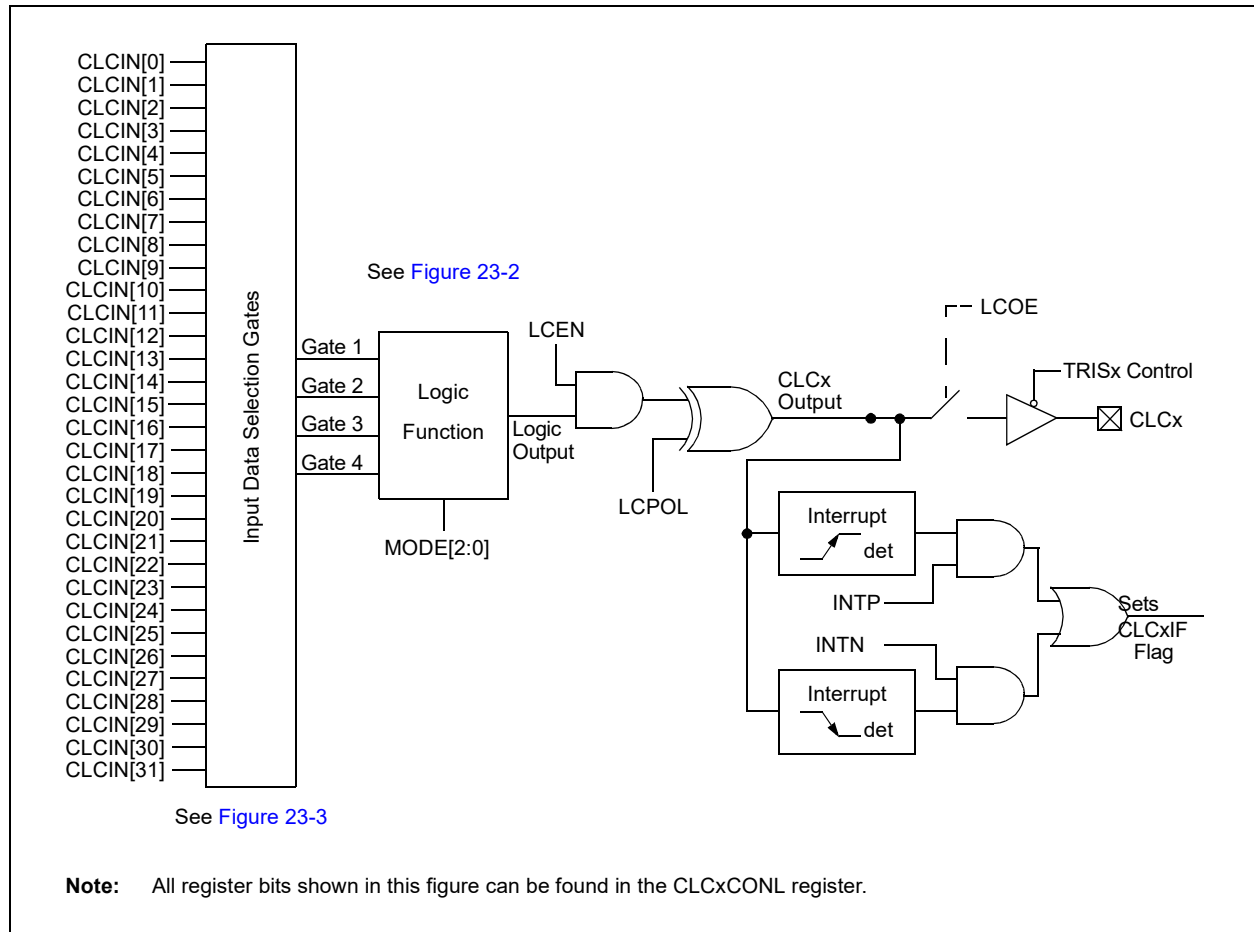 CLCIN[0]
CLCIN[1]
CLCIN[2]
CLCIN[3]
CLCIN[4]
CLCIN[5]
CLCIN[6]
CLCIN[7]
CLCIN[8]
CLCIN[9]
CLCIN[10]
CLCIN[11]
CLCIN[12]
CLCIN[13]
CLCIN[14]
CLCIN[15]
CLCIN[16]
CLCIN[17]
CLCIN[18]
CLCIN[19]
CLCIN[20]
CLCIN[21]
CLCIN[22]
CLCIN[23]
CLCIN[24]
CLCIN[25]
CLCIN[26]
CLCIN[27]
CLCIN[28]
CLCIN[29]
CLCIN[30]
CLCIN[31]
Input Data Selection Gates
See Figure 23-3
Gate 1
Gate 2
Gate 3
Gate 4
See Figure 23-2
Logic
Function
MODE[2:0]
Logic
Output
LCEN
LCPOL
CLCx
Output
LCOE
TRISx Control
CLCx
Interrupt
det
INTP
INTN
Interrupt
det
Sets
CLCxIF
Flag
Note: All register bits shown in this figure can be found in the CLCxCONL register.